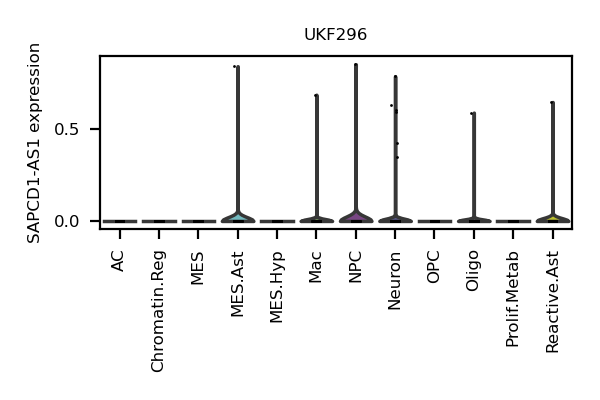 UKF296
SAPCD1-AS1 expression
0.5
0.0
AC
Chromatin.Reg
MES
MES.Ast
MES.Hyp
Mac
NPC
Neuron
OPC
Oligo
Prolif.Metab
Reactive.Ast